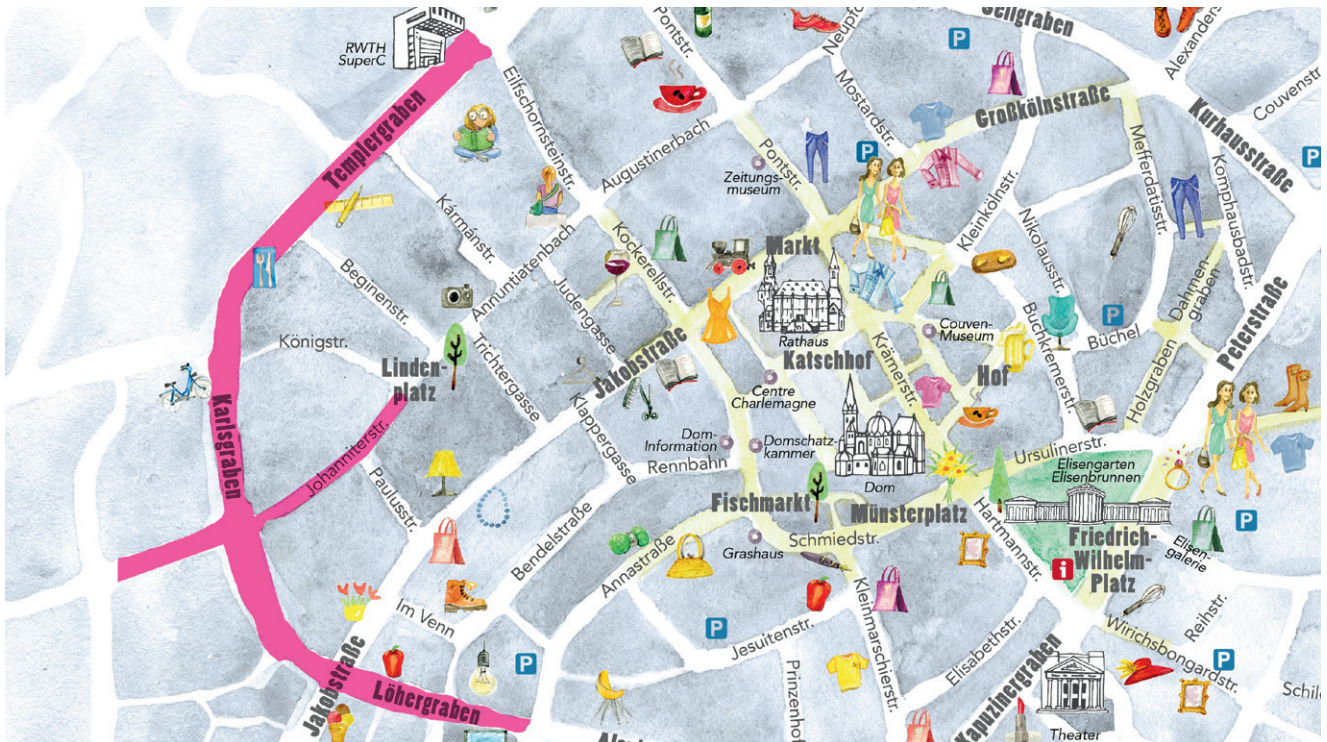 RWTH
SuperC
Templergraben
Eilfschornsteinstr.
Pontstr.
Neupfo
Seilgraben
Alexanders
Couvenstr
Kurhausstraße
Großkölnstraße
Mostardstr.
Mefferdatisstr.
Komphausbadstr.
Augustinerbach
Pontstr.
Zeitungs-
museum
P
P
P
Kármánstr.
Annuntiatenbach
Kockerellstr.
Judengasse
Markt
Kleinkölnstr.
Nikolausstr.
Dahmen-
graben
Peterstraße
Beginenstr.
Königstr.
Trichtergasse
Linden-
platz
Jakobstraße
Rathaus
Katschhof
Krämerstr.
Couven-
Museum
Büchel
P
Buchkremerstr.
Holzgraben
Hof
Centre
Charlemagne
Karlsgraben
Johanniterstr.
Paulusstr.
Klappergasse
Dom-
Information
Domschatz-
kammer
Rennbahn
Dom
Ursulinerstr.
Elisengarten
Elisenbrunnen
Fischmarkt
Münsterplatz
Hartmannstr.
Bendelstraße
Annastraße
Grashaus
Schmiedstr.
Friedrich-
Wilhelm-
Platz
i
Elisen-
galerie
P
Im Venn
Jakobstraße
Löhergraben
P
P
Jesuitenstr.
Kleinmarschierstr.
Prinzenhof
Elisabethstr.
Kapuzinergraben
Theater
Wirichsbongardstr.
Reihstr.
P
Schil